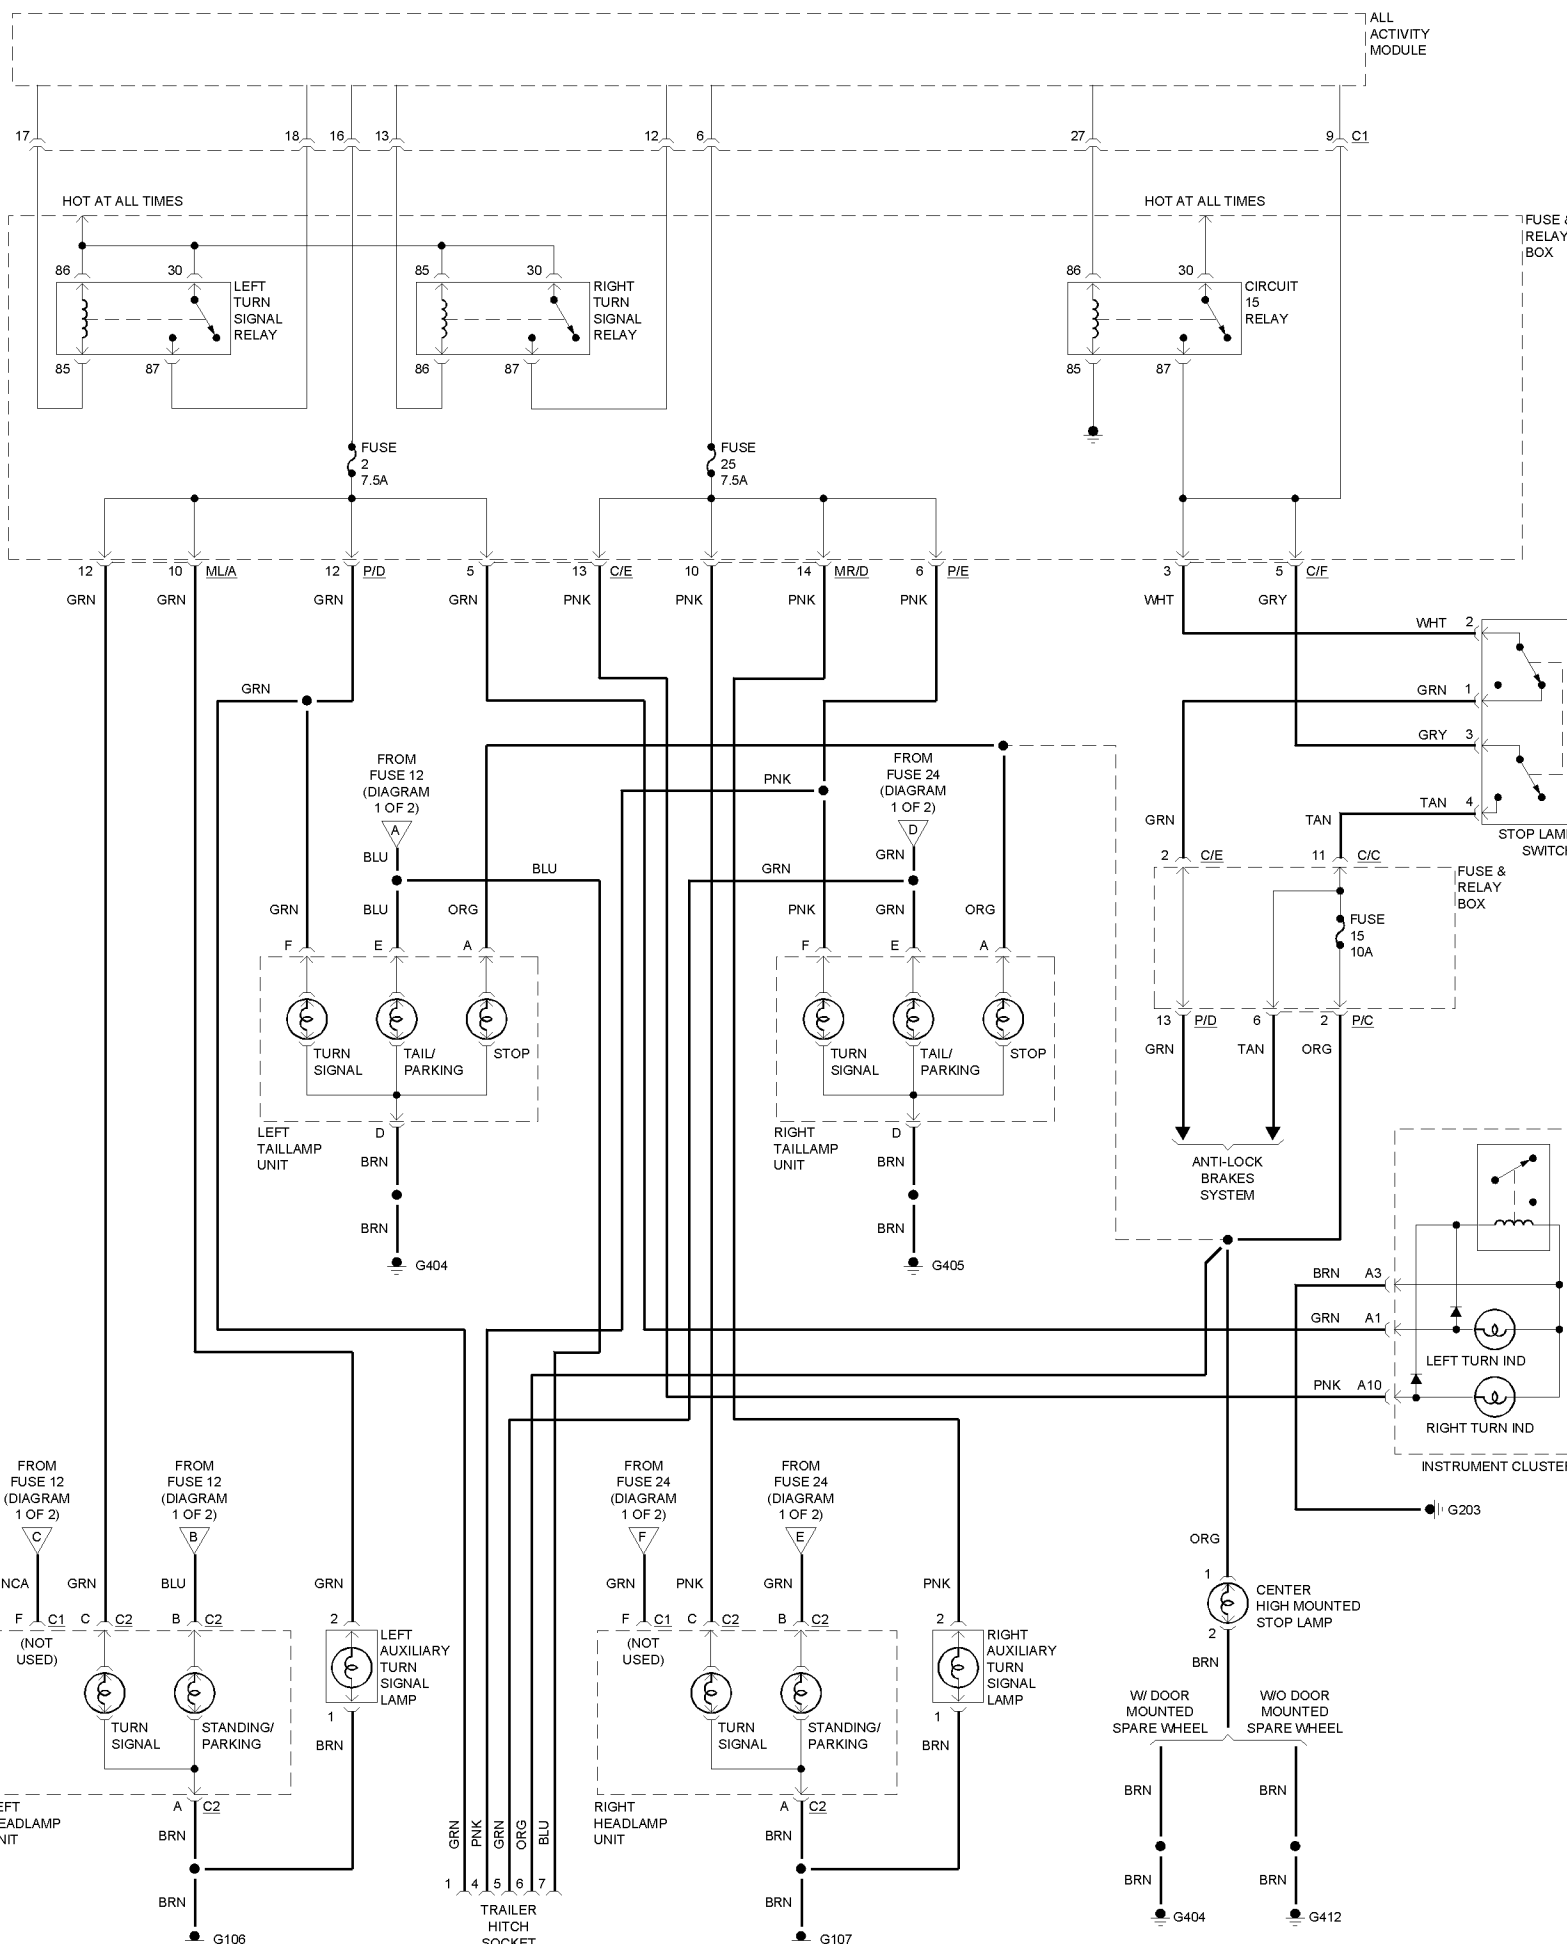 ALL
ACTIVITY
MODULE
17 18 16 13 12 6 27 9 C1
HOT AT ALL TIMES HOT AT ALL TIMES
FUSE &
RELAY
BOX
86 30 85 30 86 30
LEFT
TURN
SIGNAL
RELAY
RIGHT
TURN
SIGNAL
RELAY
CIRCUIT
15
RELAY
85 87 86 87 85 87
FUSE
2
7.5A
FUSE
25
7.5A
12 10 ML/A 12 P/D 5 13 C/E 10 14 MR/D 6 P/E 3 5 C/F
GRN GRN GRN GRN PNK PNK PNK PNK WHT GRY
WHT 2
GRN
GRN 1
GRY 3
TAN 4
STOP LAMP
SWITCH
FROM
FUSE 12
(DIAGRAM
1 OF 2)
A
FROM
FUSE 24
(DIAGRAM
1 OF 2)
D
PNK
GRN TAN
BLU BLU GRN GRN
2 C/E 11 C/C
FUSE &
RELAY
BOX
GRN BLU ORG PNK GRN ORG
FUSE
15
10A
F E A F E A
13 P/D 6 2 P/C
GRN TAN ORG
TURN
SIGNAL
TAIL/
PARKING
STOP
TURN
SIGNAL
TAIL/
PARKING
STOP
LEFT
TAILLAMP
UNIT
D
BRN
BRN
G404
RIGHT
TAILLAMP
UNIT
D
BRN
BRN
G405
ANTI-LOCK
BRAKES
SYSTEM
BRN A3
GRN A1
LEFT TURN IND
PNK A10
RIGHT TURN IND
INSTRUMENT CLUSTER
G203
FROM
FUSE 12
(DIAGRAM
1 OF 2)
C
FROM
FUSE 12
(DIAGRAM
1 OF 2)
B
FROM
FUSE 24
(DIAGRAM
1 OF 2)
F
FROM
FUSE 24
(DIAGRAM
1 OF 2)
E
ORG
NCA GRN BLU GRN GRN PNK GRN PNK
1
CENTER
HIGH MOUNTED
STOP LAMP
2
BRN
F C1 C C2 B C2 2 F C1 C C2 B C2 2
(NOT
USED)
LEFT
AUXILIARY
TURN
SIGNAL
LAMP
(NOT
USED)
RIGHT
AUXILIARY
TURN
SIGNAL
LAMP
TURN
SIGNAL
STANDING/
PARKING
1
BRN
TURN
SIGNAL
STANDING/
PARKING
1
BRN
W/ DOOR
MOUNTED
SPARE WHEEL
W/O DOOR
MOUNTED
SPARE WHEEL
BRN BRN
EFT
EADLAMP
NIT
A C2
BRN
BRN
G106
RIGHT
HEADLAMP
UNIT
A C2
BRN
BRN
G107
GRN PNK GRN ORG BLU
1 4 5 6 7
TRAILER
HITCH
SOCKET
BRN BRN
G404 G412